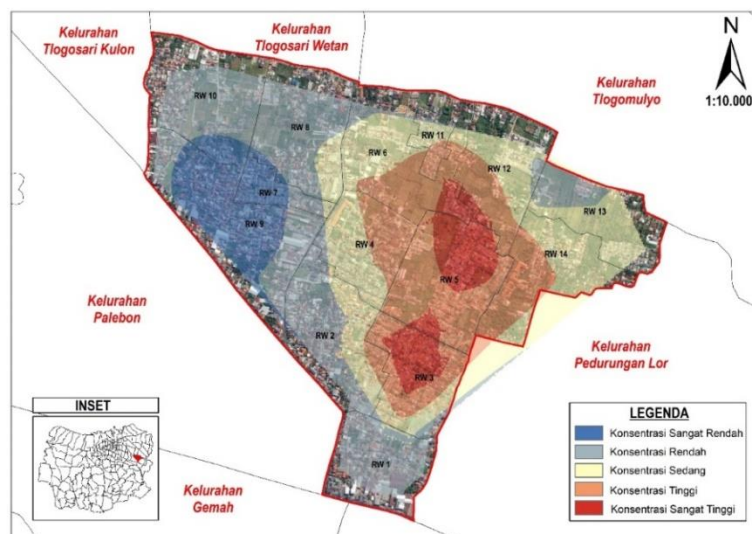 Kelurahan
Tlogosari Kulon
Kelurahan
Tlogosari Wetan
N
1:10.000
Kelurahan
Tlogomulyo
RW 10
RW 8
RW 11
RW 6
RW 12
RW 7
RW 13
RW 9
RW 4
RW 14
RW 5
Kelurahan
Palebon
RW 2
Kelurahan
Pedurungan Lor
RW 3
RW 1
INSET
Kelurahan
Gemah
LEGENDA
Konsentrasi Sangat Rendah
Konsentrasi Rendah
Konsentrasi Sedang
Konsentrasi Tinggi
Konsentrasi Sangat Tinggi